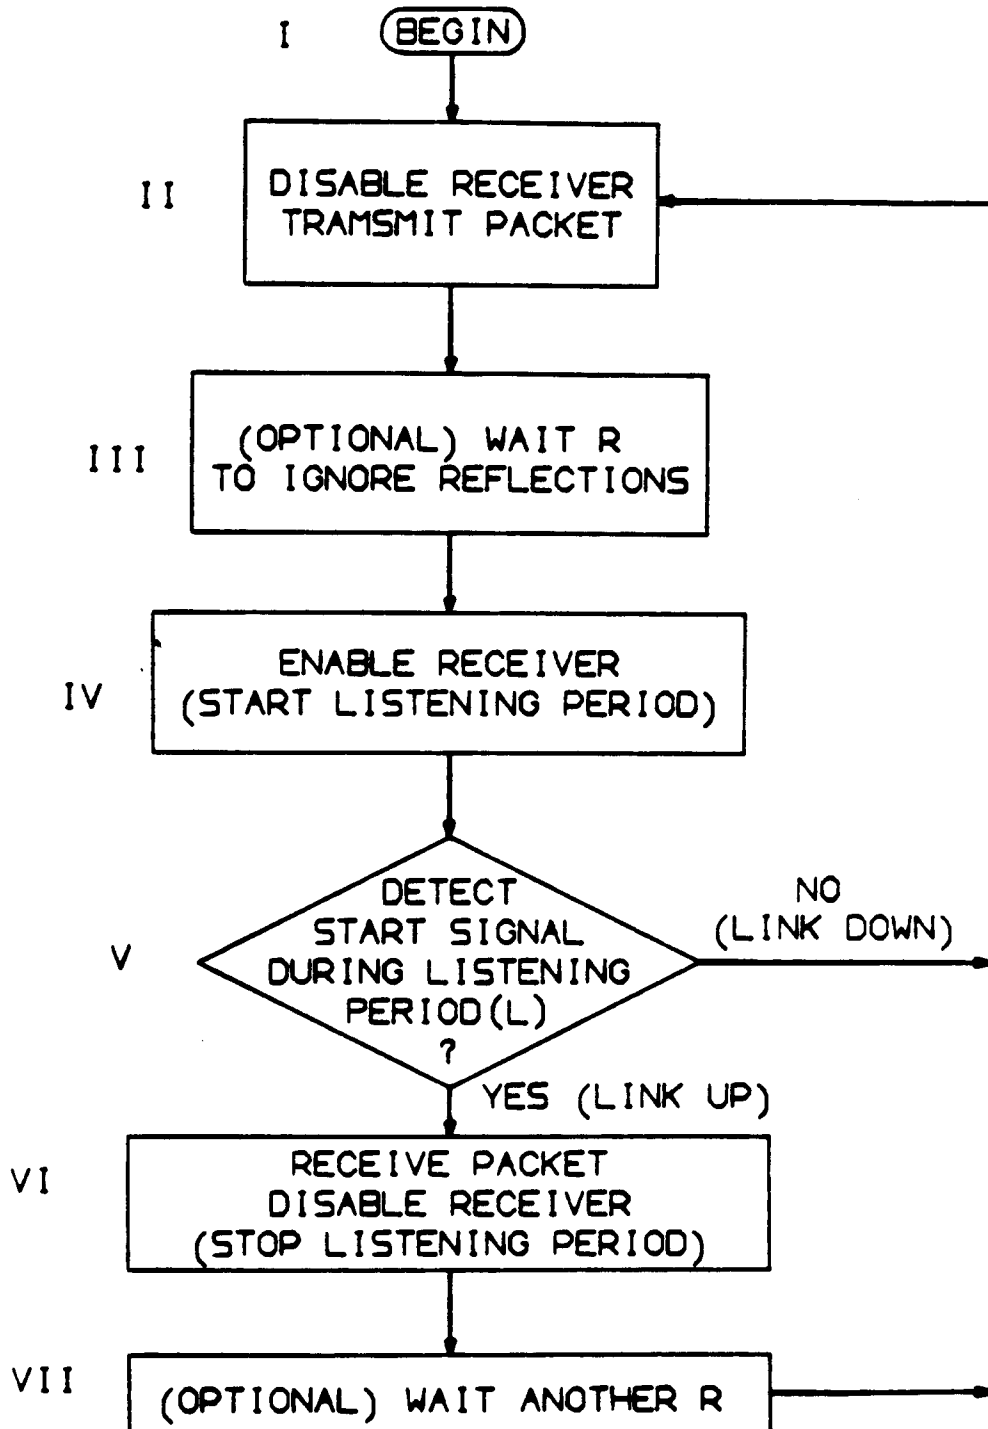 I
BEGIN
II
DISABLE RECEIVER
TRAMSMIT PACKET
III
(OPTIONAL) WAIT R
TO IGNORE REFLECTIONS
IV
ENABLE RECEIVER
(START LISTENING PERIOD)
V
DETECT
START SIGNAL
DURING LISTENING
PERIOD(L)
?
NO
(LINK DOWN)
YES (LINK UP)
VI
RECEIVE PACKET
DISABLE RECEIVER
(STOP LISTENING PERIOD)
VII
(OPTIONAL) WAIT ANOTHER R